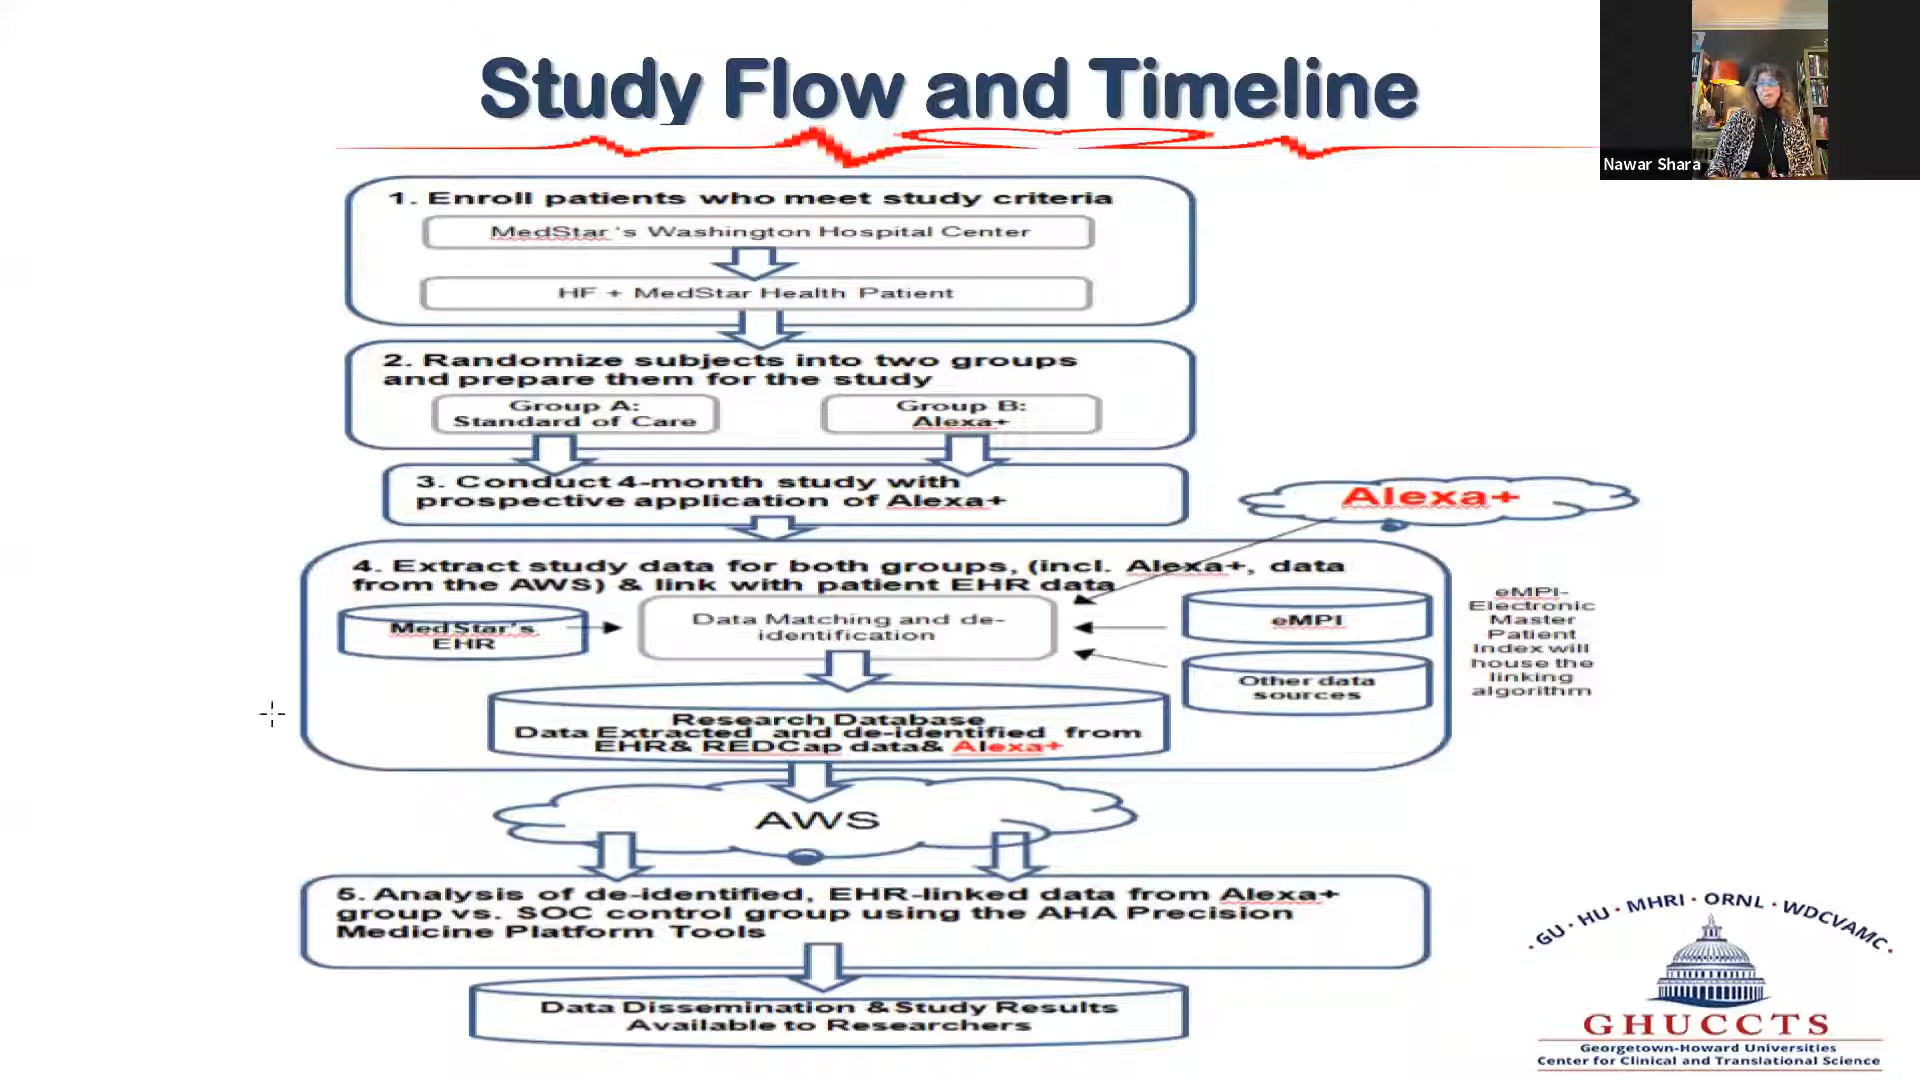 Study Flow and Timeline
Nawar Shara
1. Enroll patients who meet study criteria
MedStar 's Washington Hospital Center
HF + MedStar Health Patient
2. Randomize subjects into two groups
and prepare them for the study
Group A:
Standard of Care
Group B:
Alexa+
3. Conduct 4-month study with
prospective application of Alexa+
Alexa+
4. Extract study data for both groups, (incl. Alexa+, data
from the AWS) & link with patient EHR data
MedStar's
EHR
Data Matching and de-
identification
eMPI
Other data
sources
eMPI-
Electronic
Master
Patient
Index will
house the
linking
algorithm
Research Database
Data Extracted and de-identified from
EHR& REDCap data& Alexa+
AWS
5. Analysis of de-identified, EHR-linked data from Alexa+
group vs. SOC control group using the AHA Precision
Medicine Platform Tools
Data Dissemination & Study Results
Available to Researchers
GU · HU · MHRI · ORNL · WDCVAMC
GHUCCTS
Georgetown-Howard Universities
Center for Clinical and Translational Science